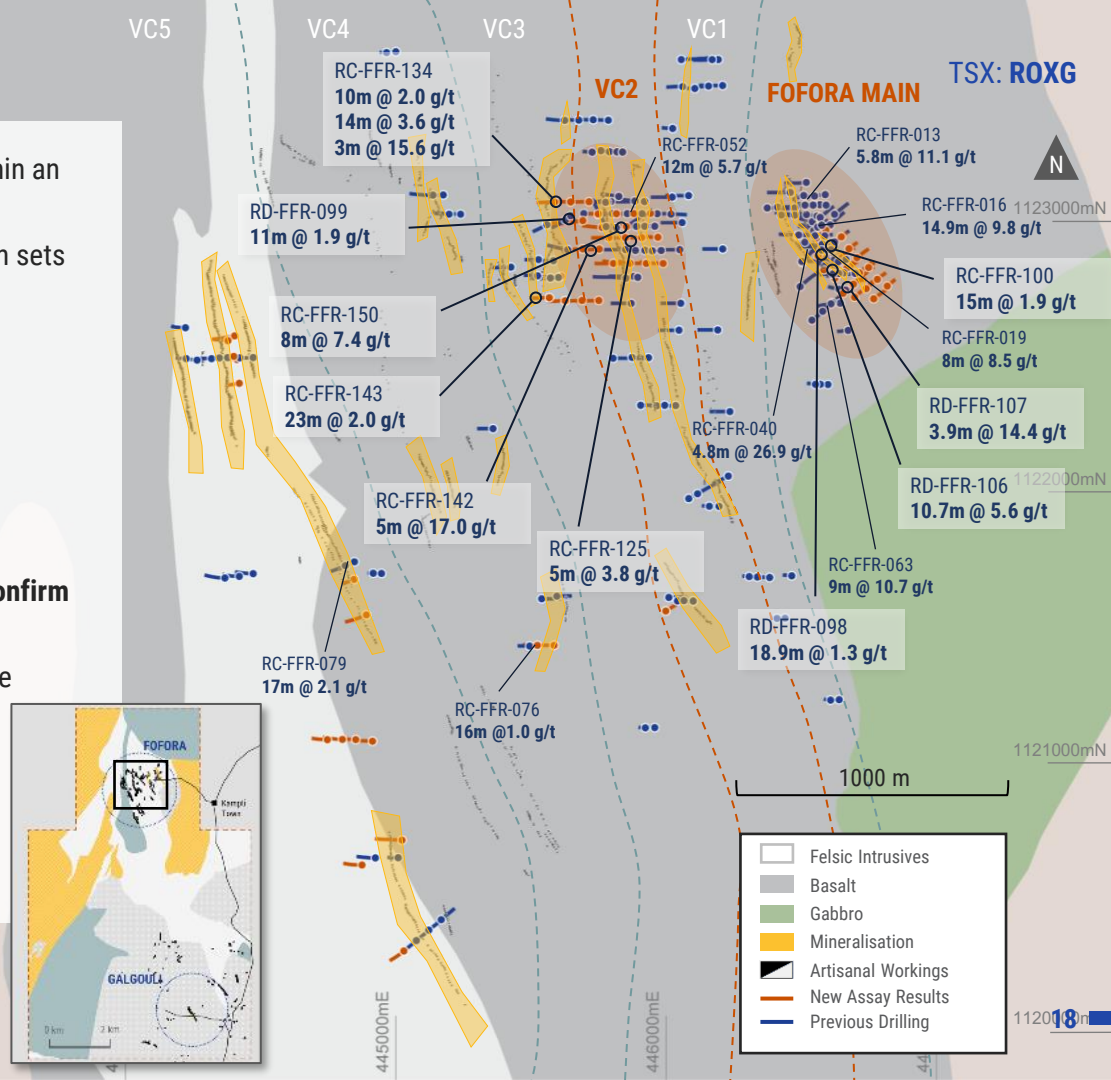 VC5
VC4
VC3
VC1
VC2
FOFORA MAIN
TSX: ROXG
in an
sets
onfirm
e
RC-FFR-134
10m @ 2.0 g/t
14m @ 3.6 g/t
3m @ 15.6 g/t
RC-FFR-052
12m @ 5.7 g/t
RC-FFR-013
5.8m @ 11.1 g/t
N
RD-FFR-099
11m @ 1.9 g/t
RC-FFR-016
14.9m @ 9.8 g/t
1123000mN
RC-FFR-100
15m @ 1.9 g/t
RC-FFR-150
8m @ 7.4 g/t
RC-FFR-019
8m @ 8.5 g/t
RC-FFR-143
23m @ 2.0 g/t
RD-FFR-107
3.9m @ 14.4 g/t
RC-FFR-040
4.8m @ 26.9 g/t
RD-FFR-106
10.7m @ 5.6 g/t
1122000mN
RC-FFR-142
5m @ 17.0 g/t
RC-FFR-125
5m @ 3.8 g/t
RC-FFR-063
9m @ 10.7 g/t
RD-FFR-098
18.9m @ 1.3 g/t
RC-FFR-079
17m @ 2.1 g/t
RC-FFR-076
16m @1.0 g/t
1121000mN
1000 m
FOFORA
Kampti
Town
GALGOULI
0 km
2 km
Felsic Intrusives
Basalt
Gabbro
Mineralisation
Artisanal Workings
New Assay Results
Previous Drilling
445000mE
446000mE
18